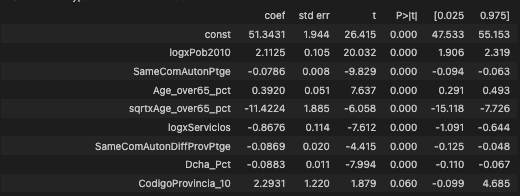 coef std err t P>|t| [0.025 0.975]
const 51.3431 1.944 26.415 0.000 47.533 55.153
logxPob2010 2.1125 0.105 20.032 0.000 1.906 2.319
SameComAutonPtge -0.0786 0.008 -9.829 0.000 -0.094 -0.063
Age_over65_pct 0.3920 0.051 7.637 0.000 0.291 0.493
sqrtxAge_over65_pct -11.4224 1.885 -6.058 0.000 -15.118 -7.726
logxServicios -0.8676 0.114 -7.612 0.000 -1.091 -0.644
SameComAutonDiffProvPtge -0.0869 0.020 -4.415 0.000 -0.125 -0.048
Dcha_Pct -0.0883 0.011 -7.994 0.000 -0.110 -0.067
CodigoProvincia_10 2.2931 1.220 1.879 0.060 -0.099 4.685